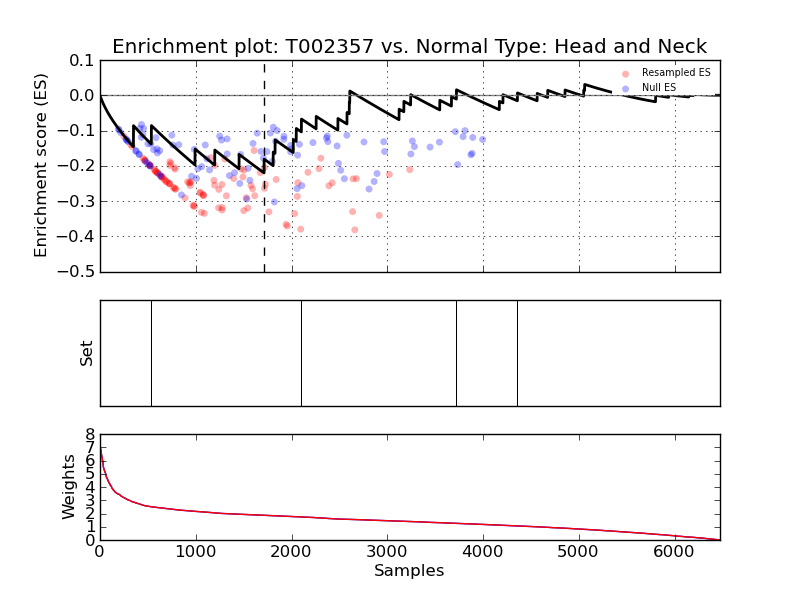 Enrichment plot: T002357 vs. Normal Type: Head and Neck
Enrichment score (ES)
0.1
0.0
−0.1
−0.2
−0.3
−0.4
−0.5
Resampled ES
Null ES
Set
Weights
8
7
6
5
4
3
2
1
0
0 1000 2000 3000 4000 5000 6000
Samples